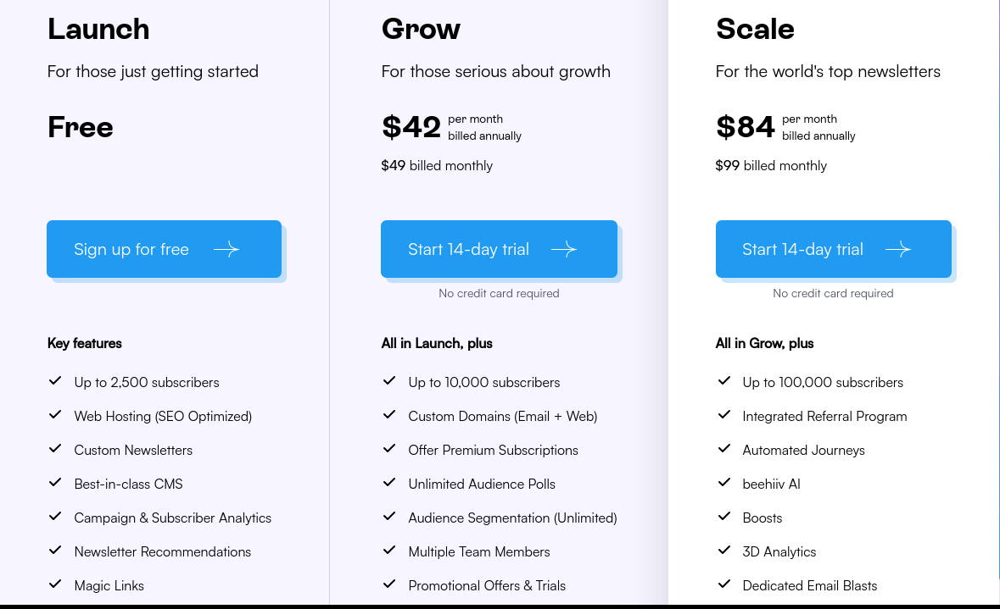 Launch
For those just getting started
Free
Sign up for free
Key features
Up to 2,500 subscribers
Web Hosting (SEO Optimized)
Custom Newsletters
Best-in-class CMS
Campaign & Subscriber Analytics
Newsletter Recommendations
Magic Links
Grow
For those serious about growth
$42 per month
billed annually
$49 billed monthly
Start 14-day trial
No credit card required
All in Launch, plus
Up to 10,000 subscribers
Custom Domains (Email + Web)
Offer Premium Subscriptions
Unlimited Audience Polls
Audience Segmentation (Unlimited)
Multiple Team Members
Promotional Offers & Trials
Scale
For the world's top newsletters
$84 per month
billed annually
$99 billed monthly
Start 14-day trial
No credit card required
All in Grow, plus
Up to 100,000 subscribers
Integrated Referral Program
Automated Journeys
beehiiv AI
Boosts
3D Analytics
Dedicated Email Blasts